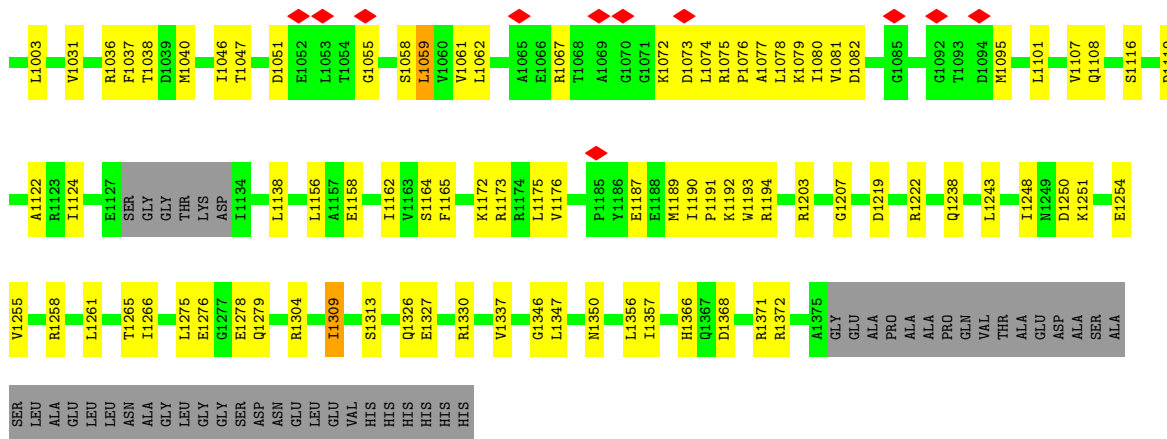 L1003 V1031 R1036 F1037 T1038 D1039 M1040 I1046 T1047 D1051 E1052 L1053 T1054 G1055 S1058 L1059 V1060 V1061 L1062 A1065 E1066 R1067 T1068 A1069 G1070 G1071 K1072 D1073 L1074 R1075 P1076 A1077 L1078 K1079 I1080 V1081 D1082 G1085 G1092 T1093 D1094 M1095 L1101 V1107 Q1108 S1116
A1122 R1123 I1124 E1127 SER GLY GLY THR LYS ASP I1134 L1138 L1156 A1157 E1158 I1162 V1163 S1164 F1165 K1172 R1173 R1174 L1175 V1176 P1185 Y1186 E1187 E1188 M1189 I1190 P1191 K1192 W1193 R1194 R1203 G1207 D1219 R1222 Q1238 L1243 I1248 N1249 D1250 K1251 E1254
V1255 R1258 L1261 T1265 I1266 L1275 E1276 G1277 E1278 Q1279 R1304 I1309 S1313 Q1326 E1327 R1330 V1337 G1346 L1347 N1350 L1356 I1357 H1366 Q1367 D1368 R1371 R1372 A1375 GLY GLU ALA PRO ALA ALA PRO GLN VAL THR ALA GLU ASP ALA SER ALA
SER LEU ALA GLU LEU LEU ASN ALA GLY LEU GLY GLY SER ASP ASN GLU LEU GLU VAL HIS HIS HIS HIS HIS HIS